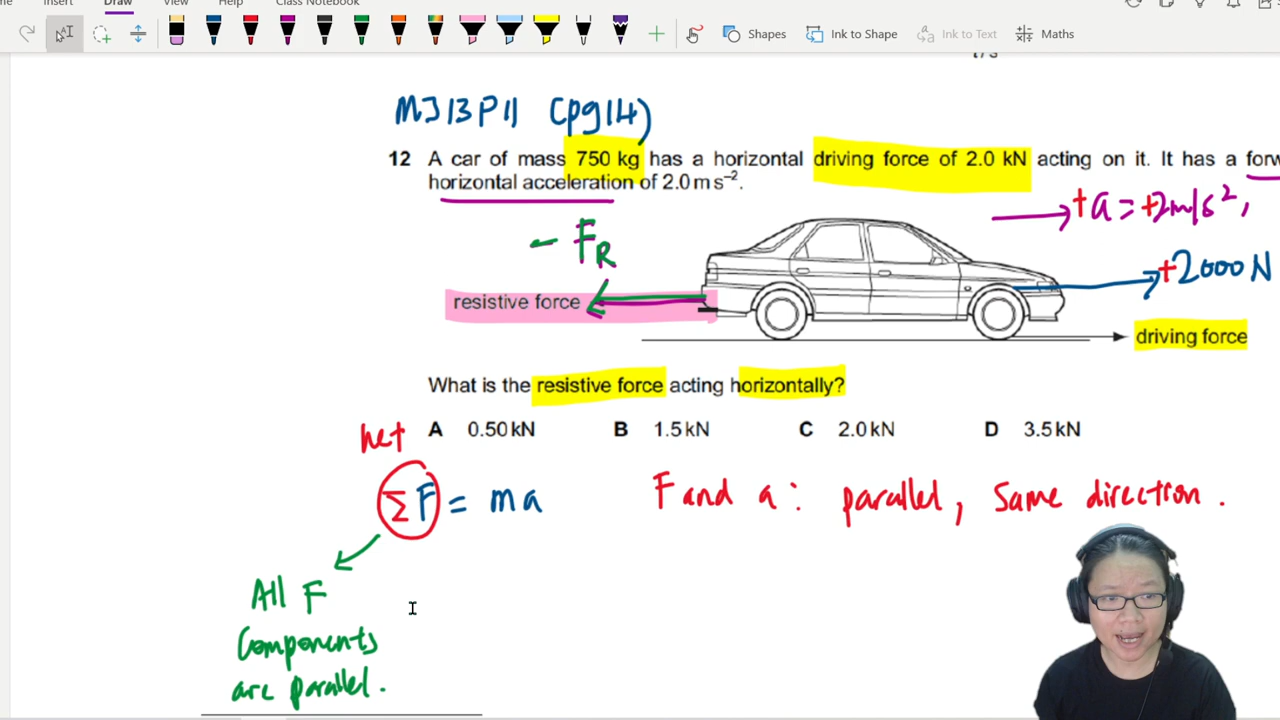 Insert Draw View Help Class Notebook
Shapes Ink to Shape Ink to Text Maths
MJ13P11 (pg14)
12 A car of mass 750 kg has a horizontal driving force of 2.0 kN acting on it. It has a forw
horizontal acceleration of 2.0 m s⁻².
+a = +2m/s²,
- F_R
+2000 N
resistive force
driving force
What is the resistive force acting horizontally?
A 0.50 kN B 1.5 kN C 2.0 kN D 3.5 kN
net
ΣF = ma
F and a: parallel, same direction.
All F
components
are parallel.